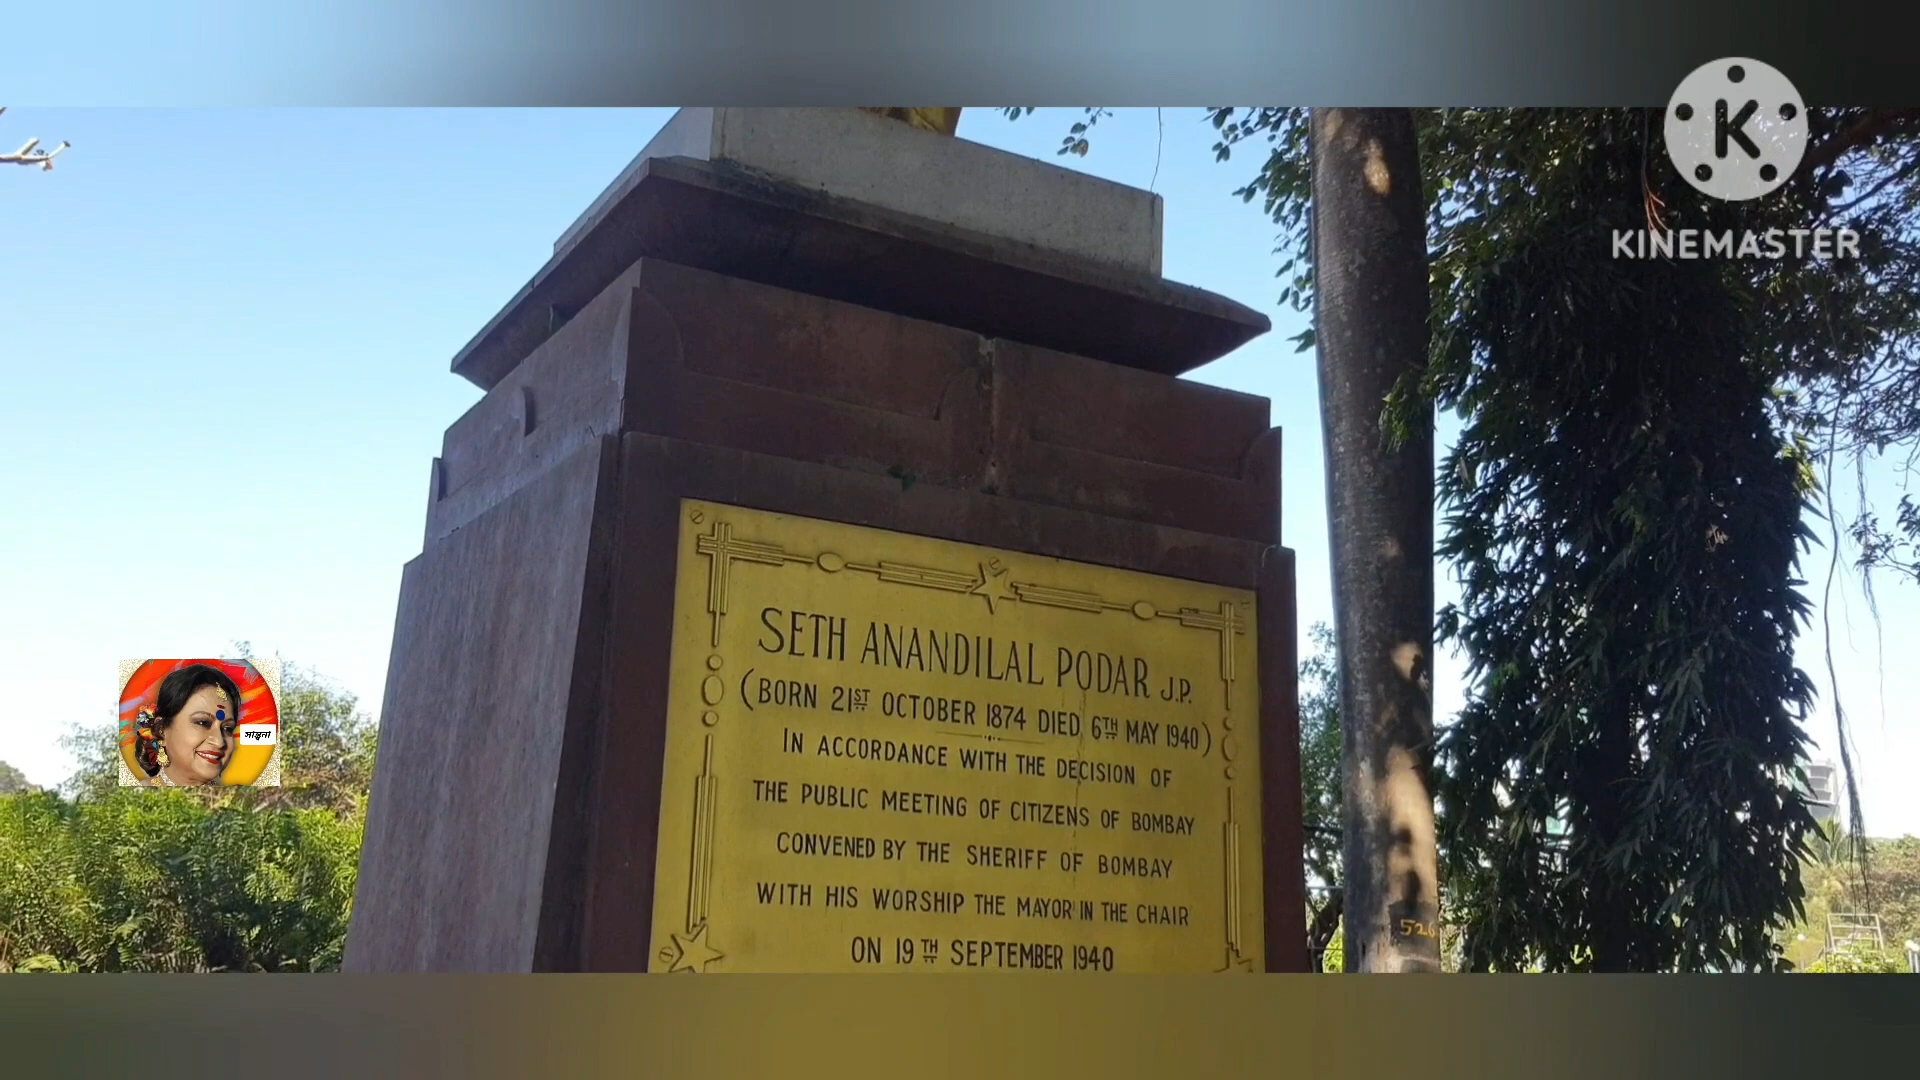 KINEMASTER
SETH ANANDILAL PODAR J.P.
(BORN 21ST OCTOBER 1874 DIED 6TH MAY 1940)
IN ACCORDANCE WITH THE DECISION OF
THE PUBLIC MEETING OF CITIZENS OF BOMBAY
CONVENED BY THE SHERIFF OF BOMBAY
WITH HIS WORSHIP THE MAYOR IN THE CHAIR
ON 19TH SEPTEMBER 1940
সান্ত্বনা
526